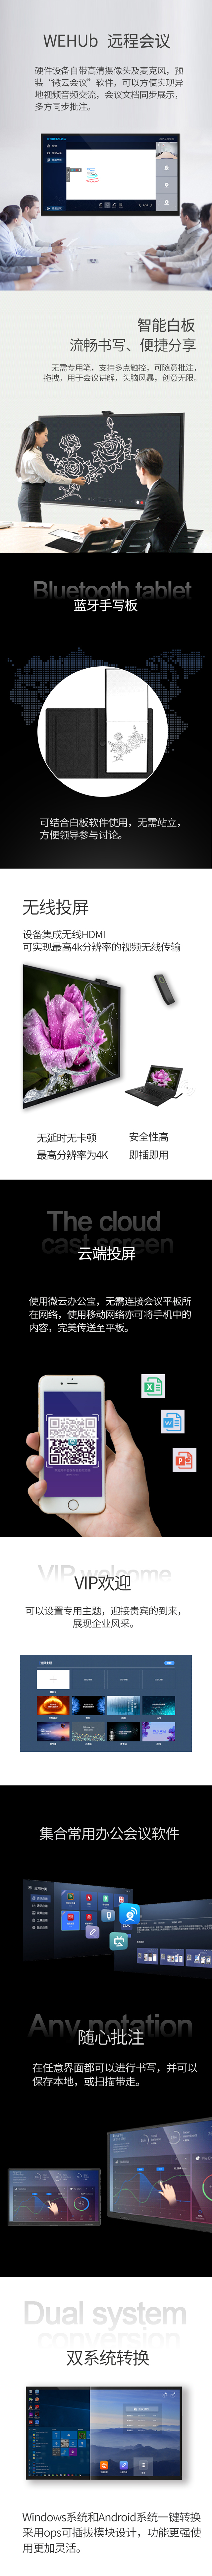 WEHUb 远程会议
硬件设备自带高清摄像头及麦克风，预
装“微云会议”软件，可以方便实现异
地视频音频交流，会议文档同步展示，
多方同步批注。
智能白板
流畅书写、便捷分享
无需专用笔，支持多点触控，可随意批注，
拖拽。用于会议讲解，头脑风暴，创意无限。
Bluetooth tablet
蓝牙手写板
可结合白板软件使用，无需站立，
方便领导参与讨论。
无线投屏
设备集成无线HDMI
可实现最高4k分辨率的视频无线传输
无延时无卡顿 安全性高
最高分辨率为4K 即插即用
The cloud
cast screen
云端投屏
使用微云办公宝，无需连接会议平板所
在网络，使用移动网络亦可将手机中的
内容，完美传送至平板。
VIP welcome
VIP欢迎
可以设置专用主题，迎接贵宾的到来，
展现企业风采。
集合常用办公会议软件
Any notation
随心批注
在任意界面都可以进行书写，并可以
保存本地，或扫描带走。
Dual system
conversion
双系统转换
Windows系统和Android系统一键转换
采用ops可插拔模块设计，功能更强使
用更加灵活。